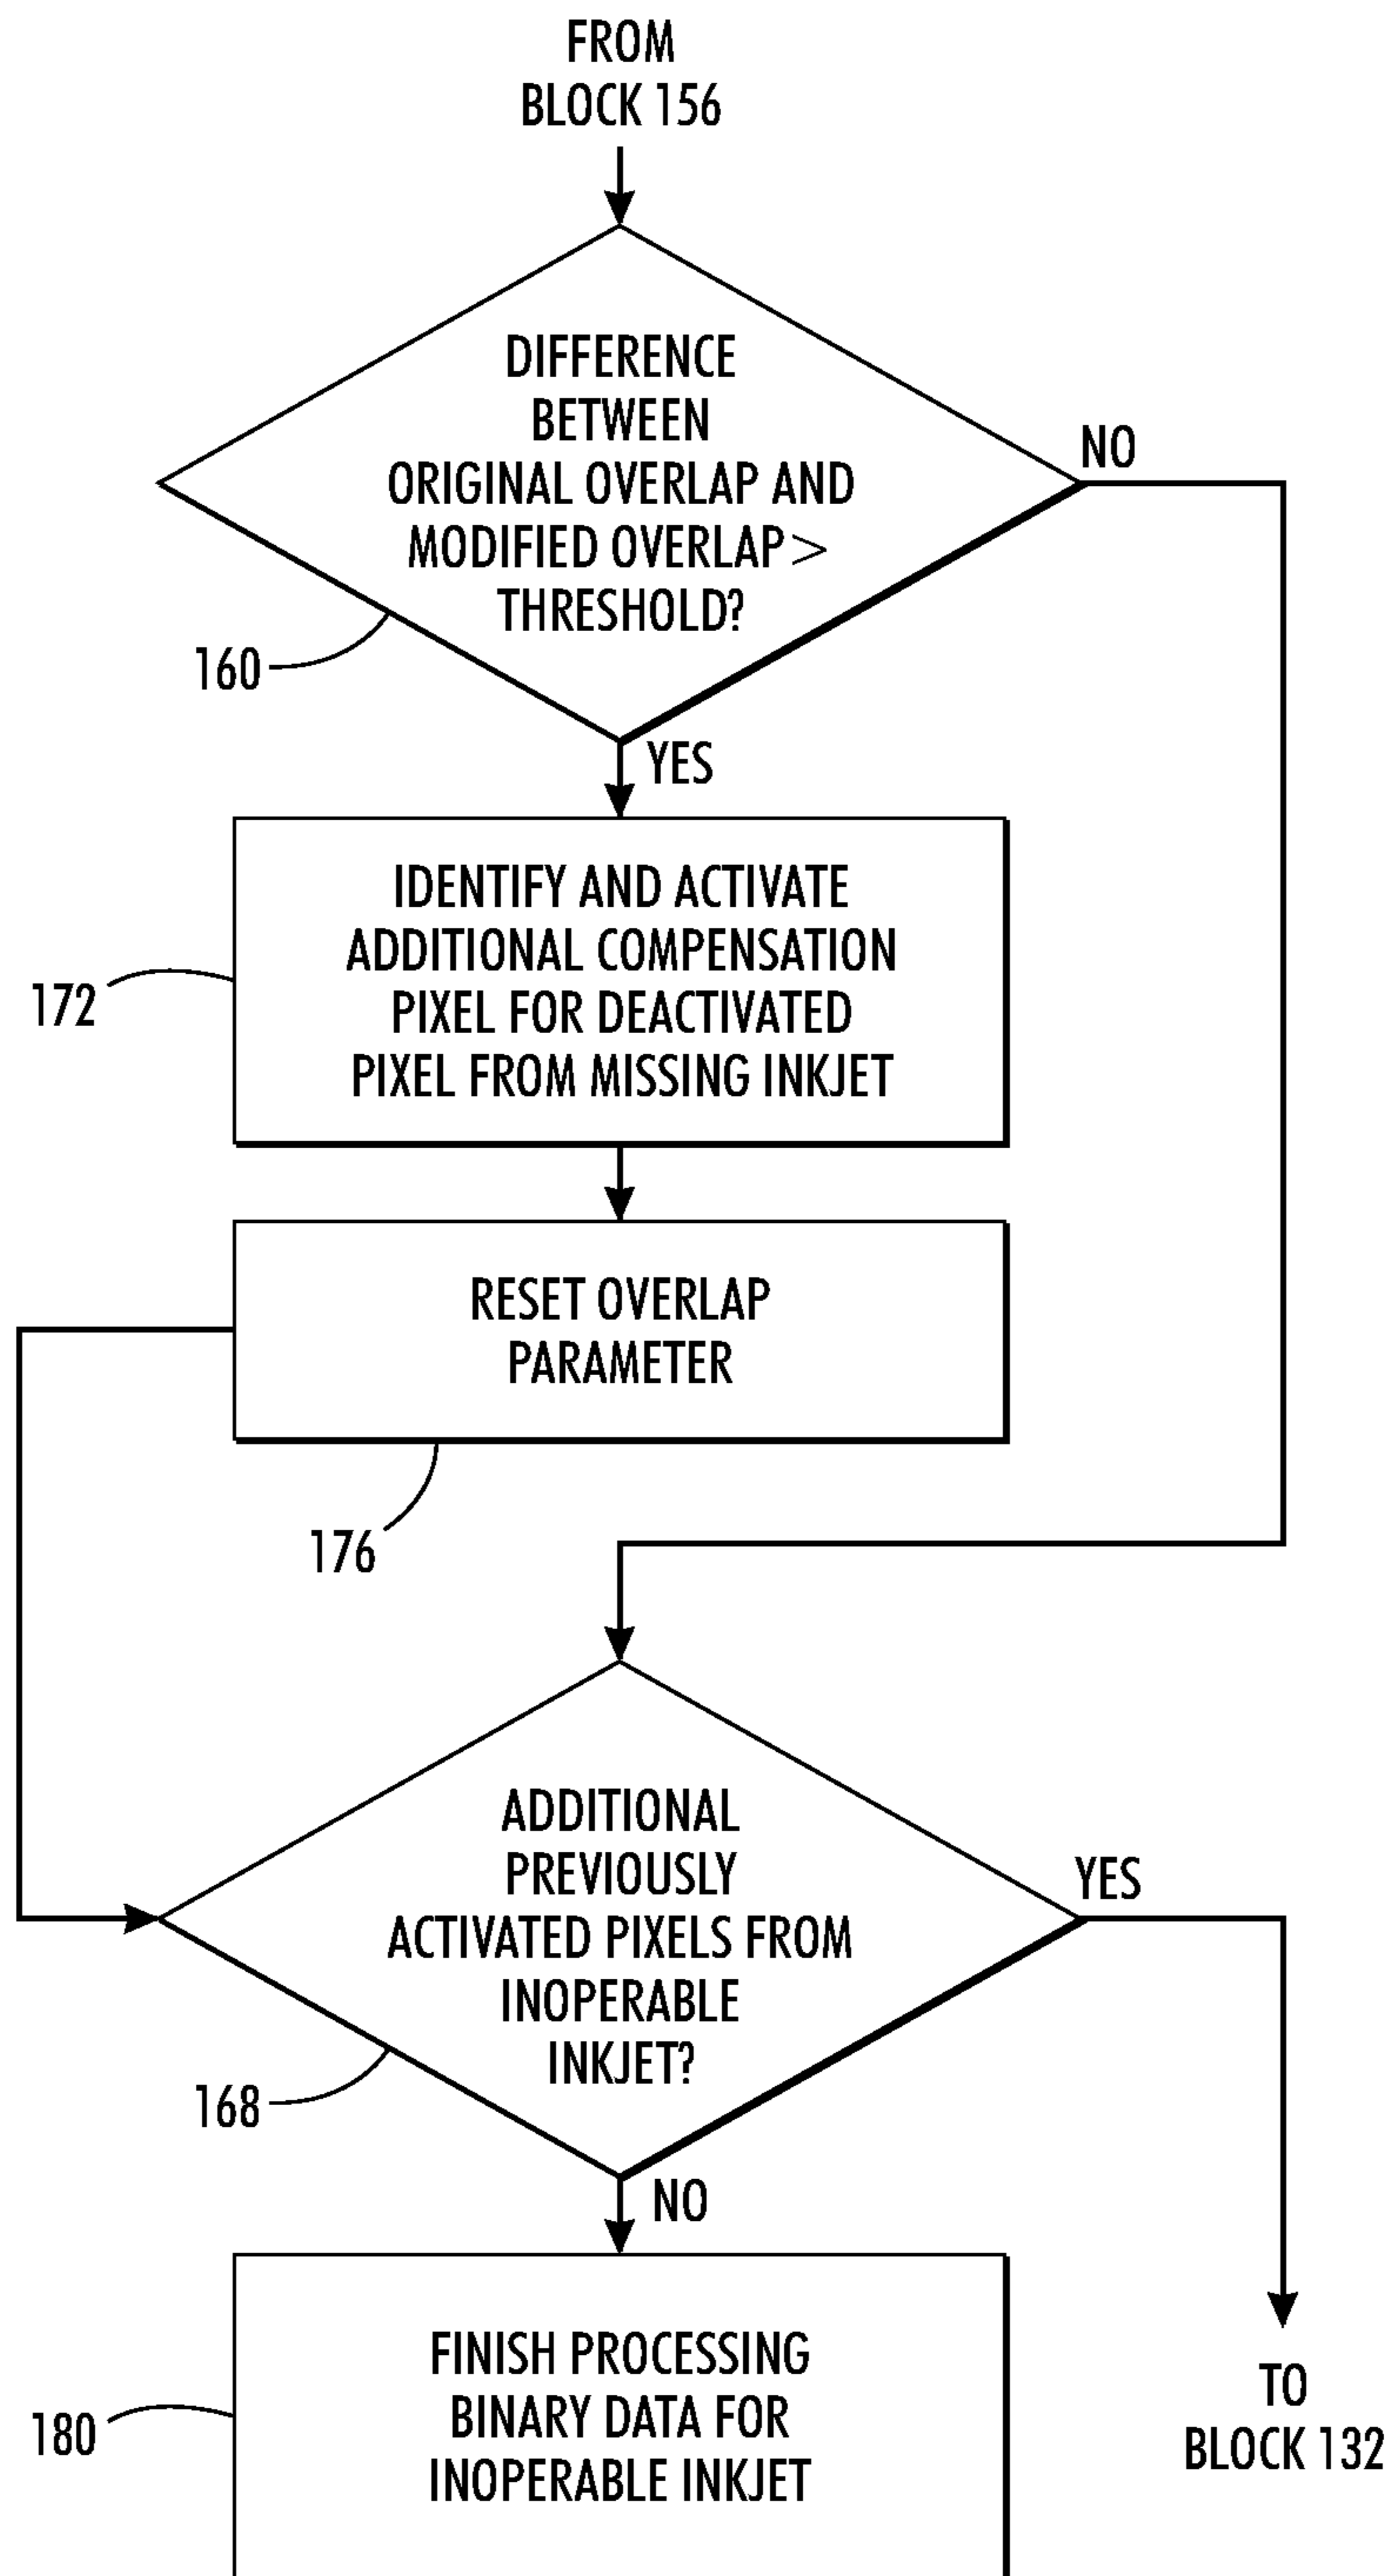 FROM
BLOCK 156
DIFFERENCE
BETWEEN
ORIGINAL OVERLAP AND
MODIFIED OVERLAP >
THRESHOLD?
NO
160
YES
IDENTIFY AND ACTIVATE
ADDITIONAL COMPENSATION
PIXEL FOR DEACTIVATED
PIXEL FROM MISSING INKJET
172
RESET OVERLAP
PARAMETER
176
ADDITIONAL
PREVIOUSLY
ACTIVATED PIXELS FROM
INOPERABLE
INKJET?
YES
168
NO
FINISH PROCESSING
BINARY DATA FOR
INOPERABLE INKJET
180
TO
BLOCK 132